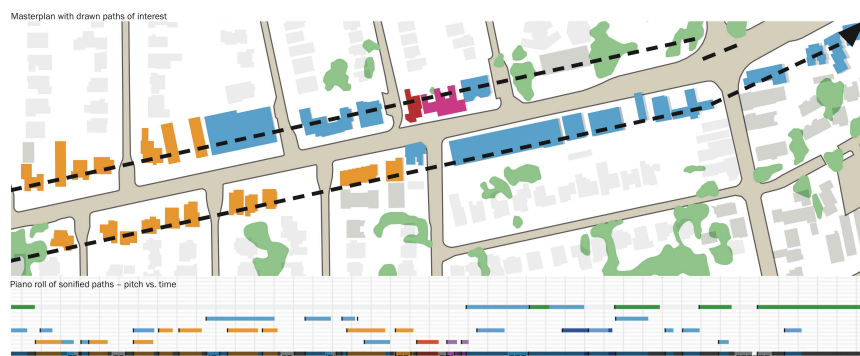 Masterplan with drawn paths of interest
Piano roll of sonified paths – pitch vs. time